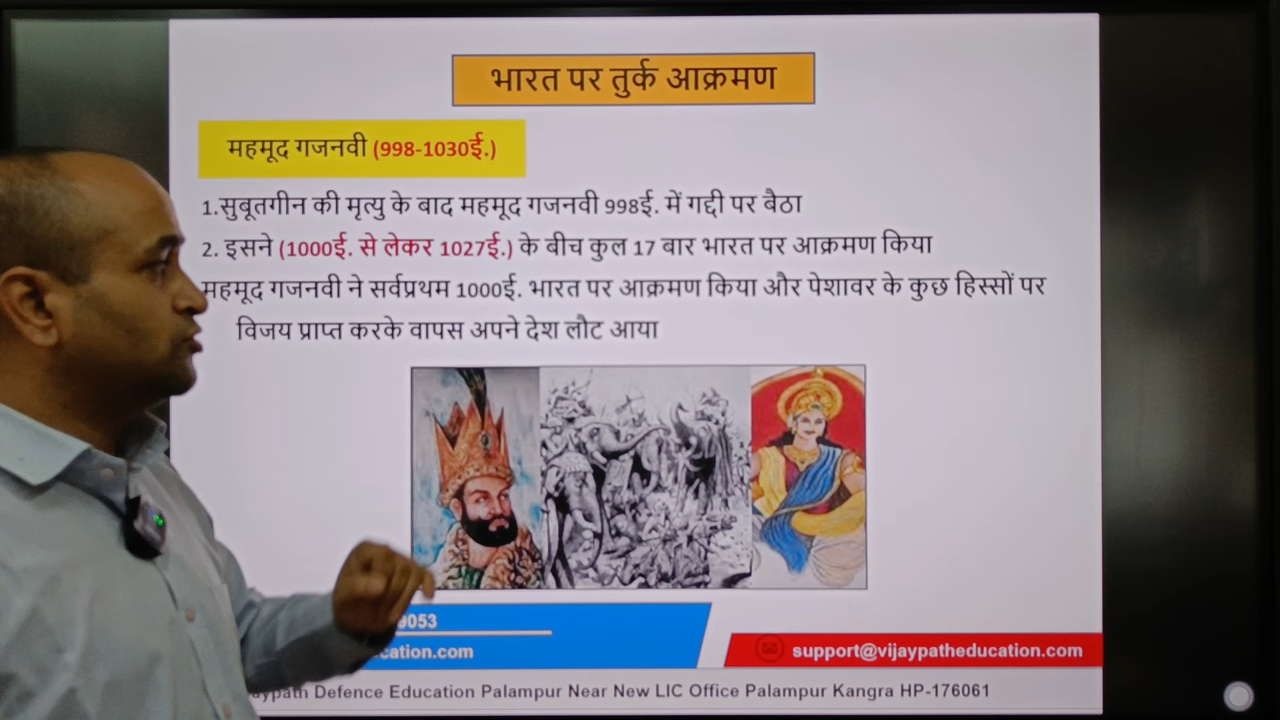 भारत पर तुर्क आक्रमण
महमूद गजनवी (998-1030ई.)
1.सुबूतगीन की मृत्यु के बाद महमूद गजनवी 998ई. में गद्दी पर बैठा
2. इसने (1000ई. से लेकर 1027ई.) के बीच कुल 17 बार भारत पर आक्रमण किया
महमूद गजनवी ने सर्वप्रथम 1000ई. भारत पर आक्रमण किया और पेशावर के कुछ हिस्सों पर
विजय प्राप्त करके वापस अपने देश लौट आया
9053
cation.com
support@vijaypatheducation.com
aypath Defence Education Palampur Near New LIC Office Palampur Kangra HP-176061